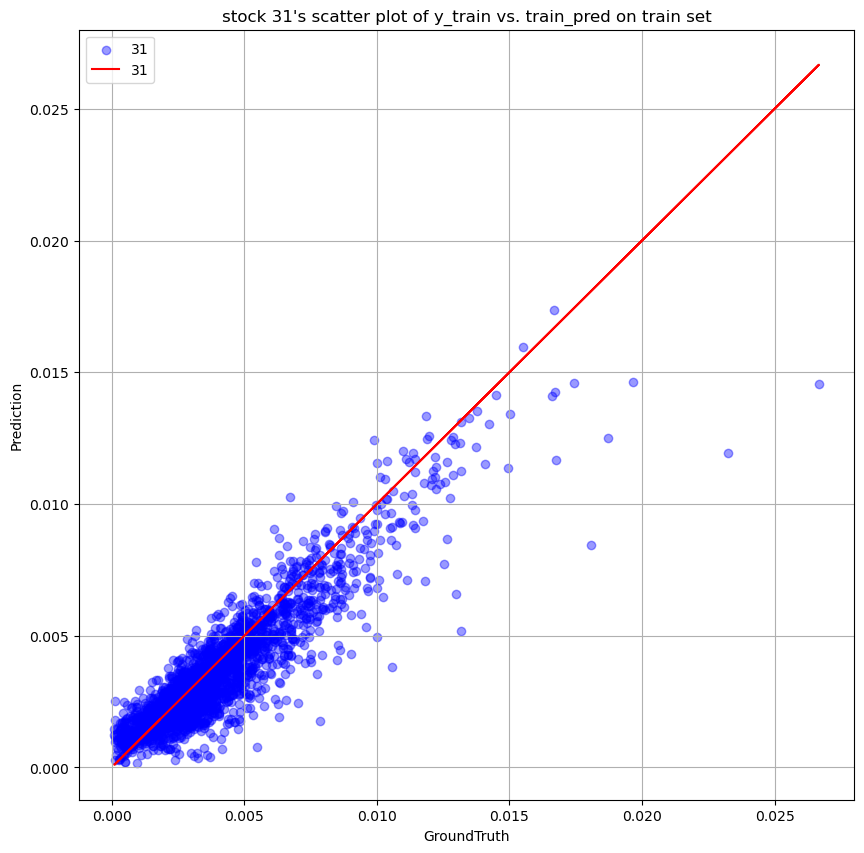 stock 31's scatter plot of y_train vs. train_pred on train set
31
31
0.025
0.020
0.015
0.010
0.005
0.000
Prediction
0.000 0.005 0.010 0.015 0.020 0.025
GroundTruth